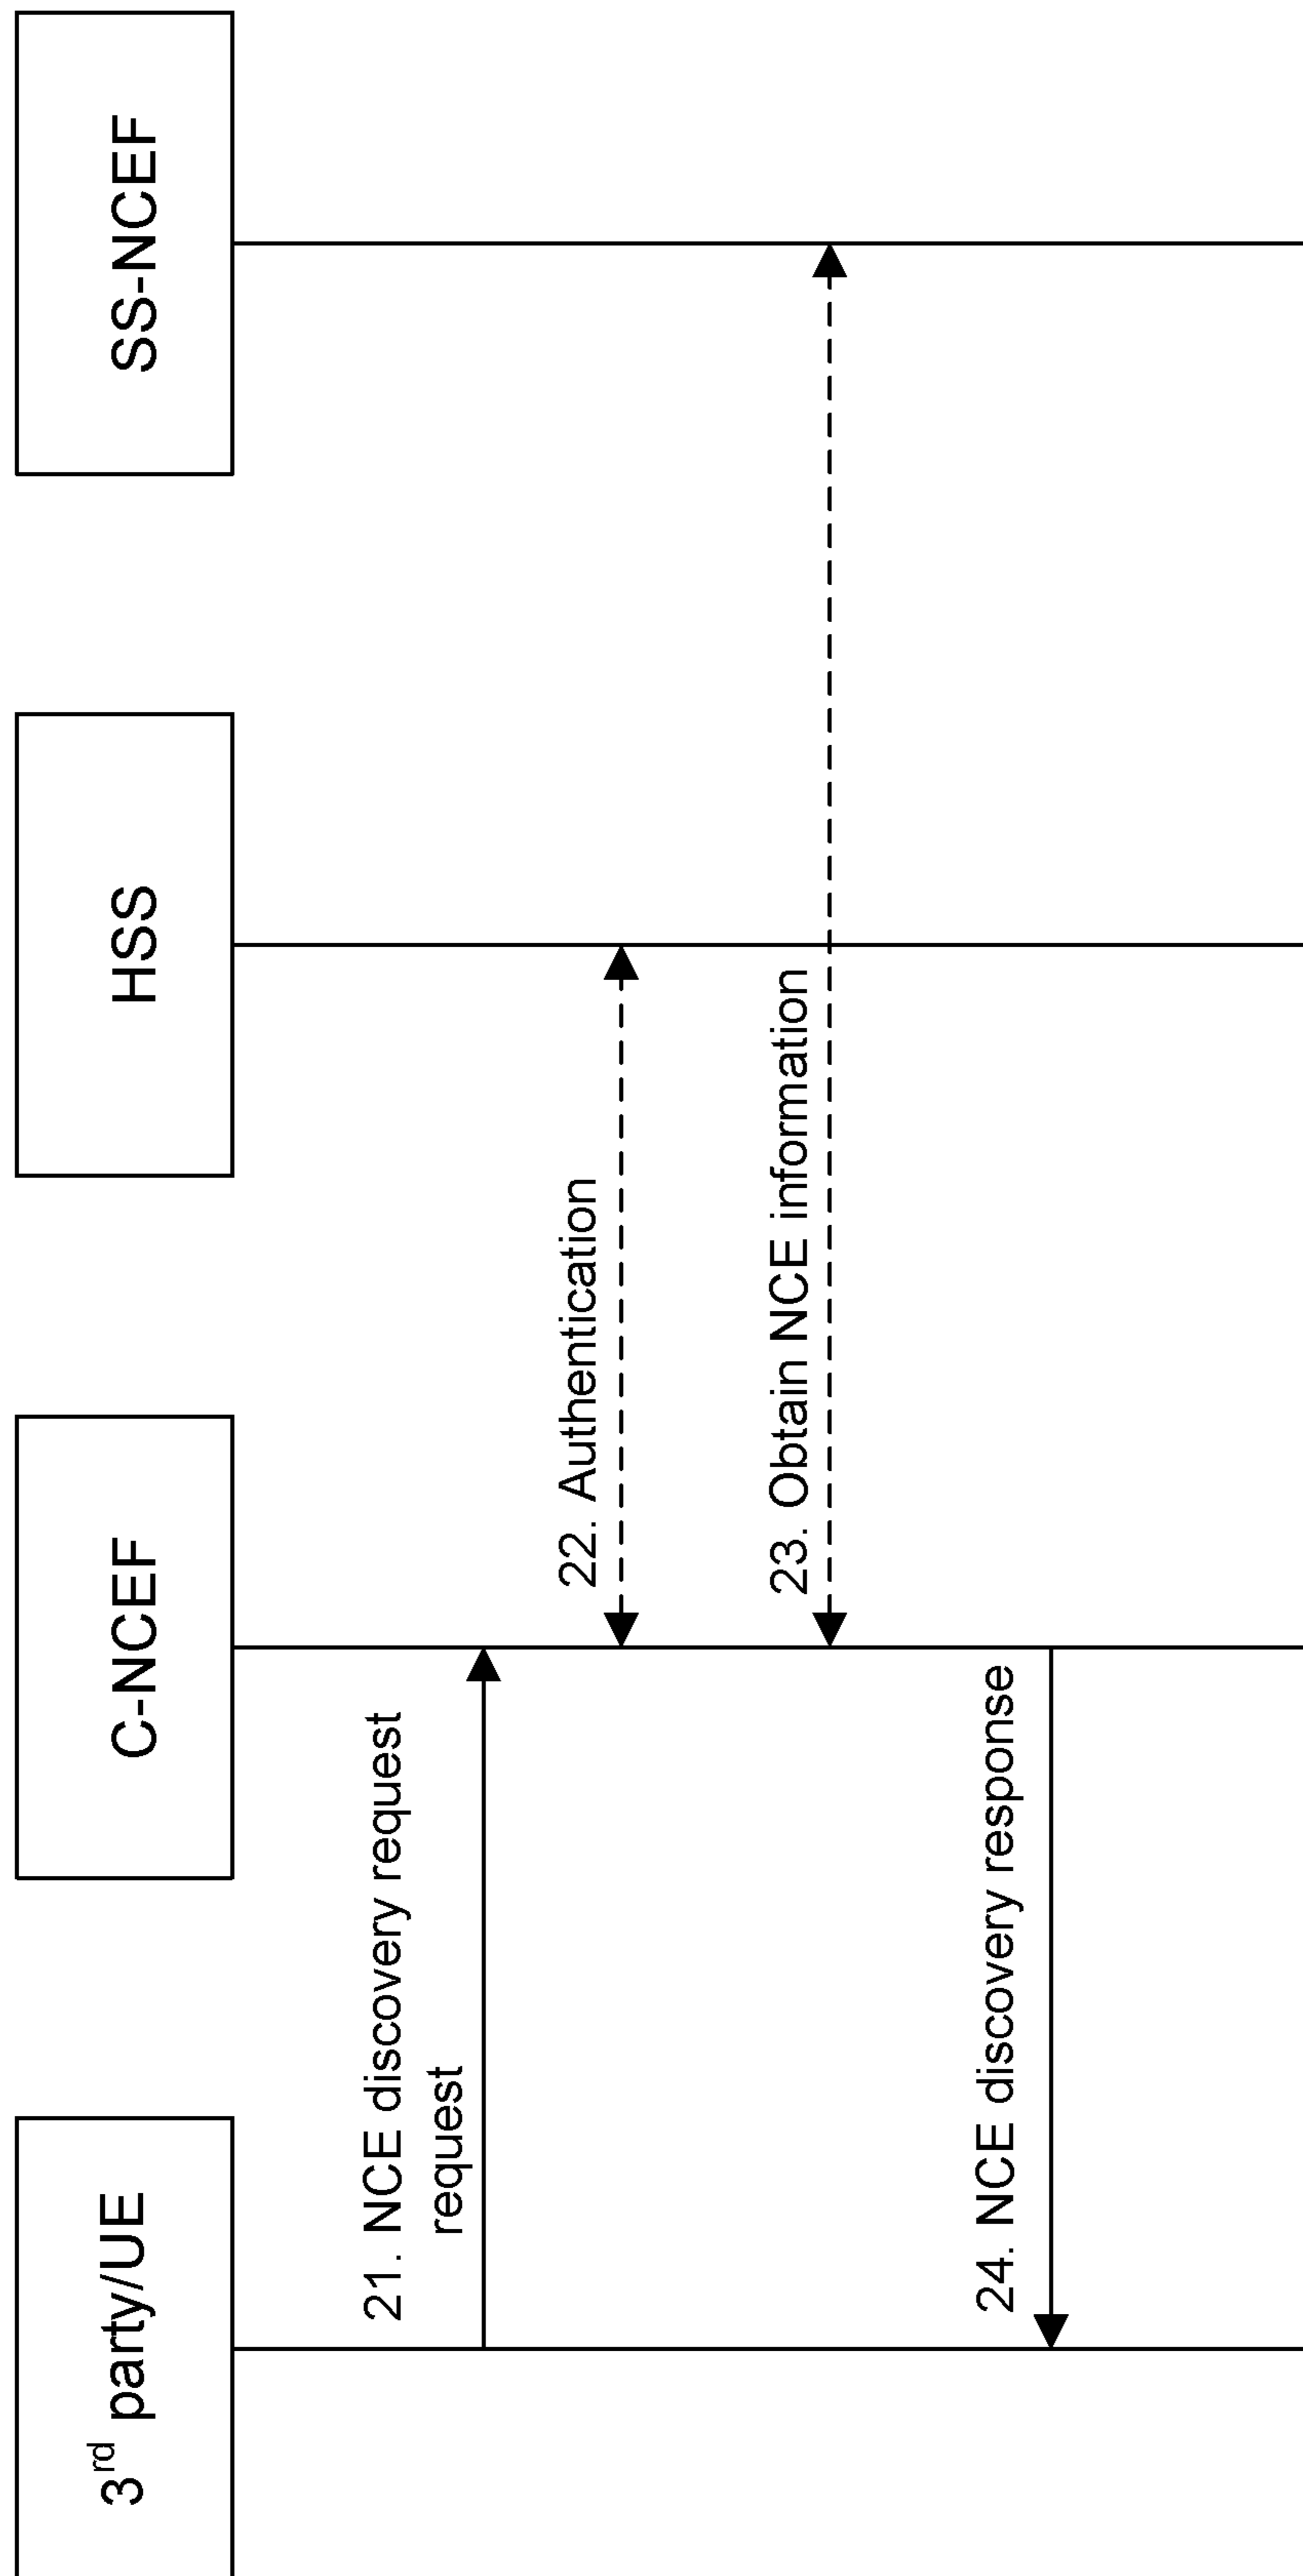 3rd party/UE
C-NCEF
HSS
SS-NCEF
21. NCE discovery request
request
22. Authentication
23. Obtain NCE information
24. NCE discovery response